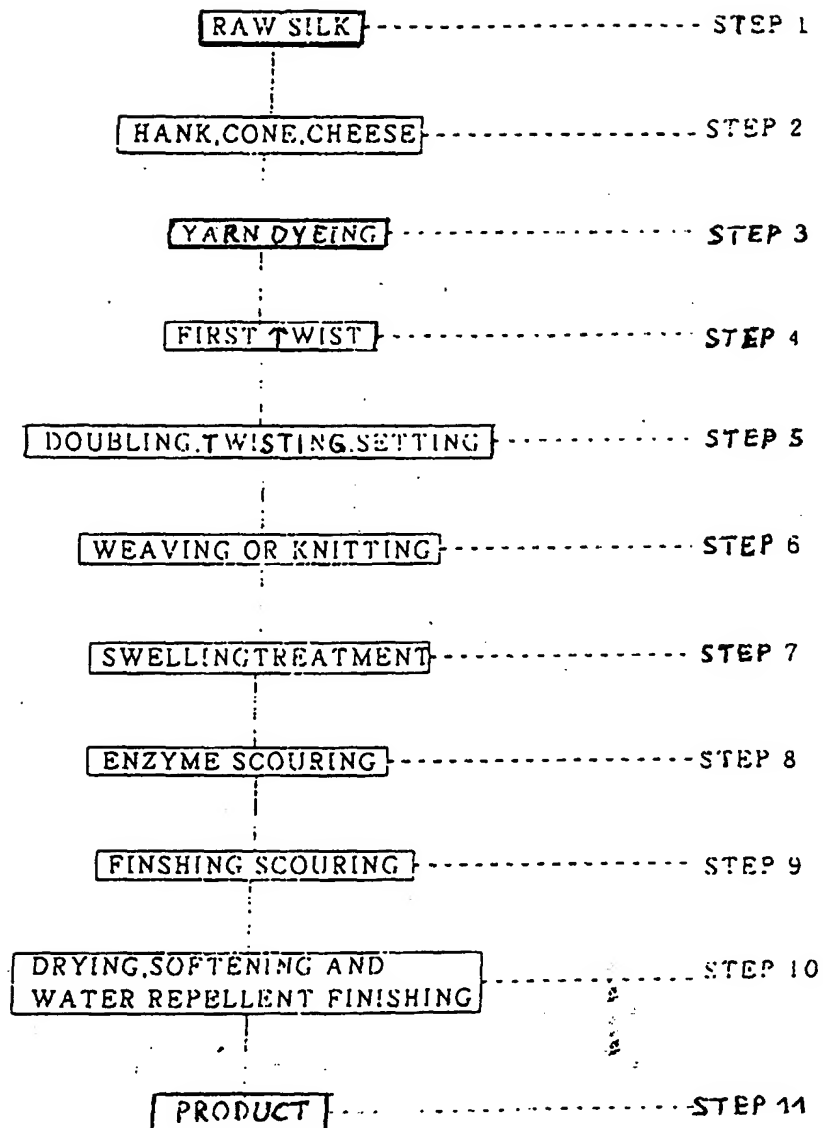 RAW SILK STEP 1
HANK,CONE,CHEESE STEP 2
YARN DYEING STEP 3
FIRST TWIST STEP 4
DOUBLING,TWISTING,SETTING STEP 5
WEAVING OR KNITTING STEP 6
SWELLINGTREATMENT STEP 7
ENZYME SCOURING STEP 8
FINSHING SCOURING STEP 9
DRYING,SOFTENING AND
WATER REPELLENT FINISHING STEP 10
PRODUCT STEP 11